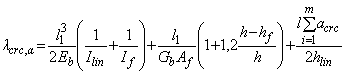 λ_{crc,a} = \frac{l_1^3}{2E_b}\left(\frac{1}{I_{lin}}+\frac{1}{I_f}\right)+\frac{l_1}{G_b A_f}\left(1+1,2\frac{h-h_f}{h}\right)+\frac{l\sum_{i=1}^{m}a_{crc}}{2h_{lin}}